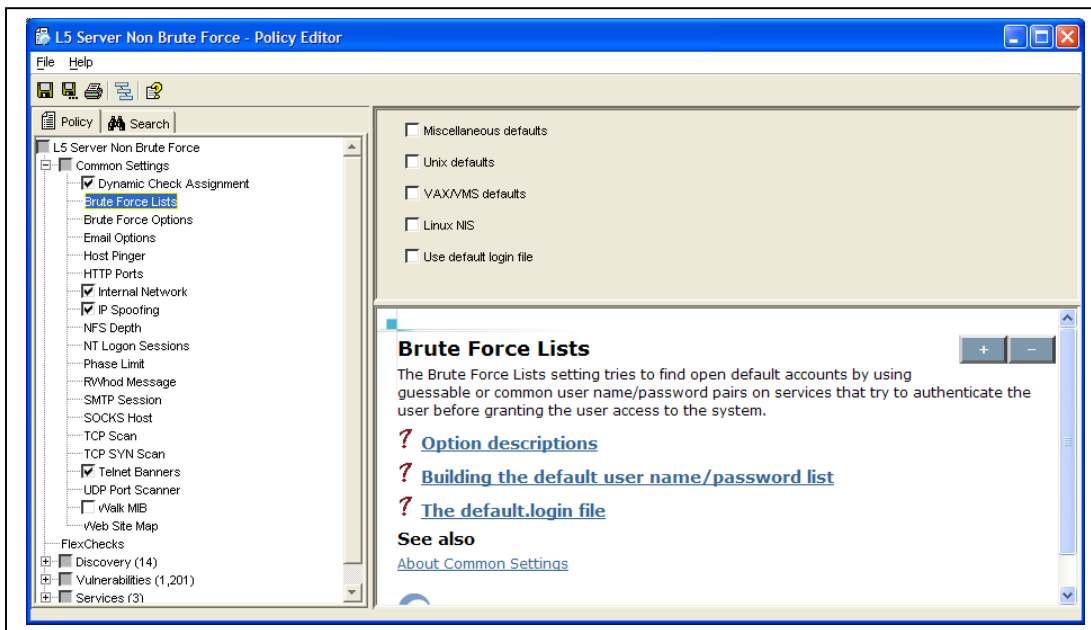 L5 Server Non Brute Force - Policy Editor
File Help
Policy Search
L5 Server Non Brute Force
Common Settings
Dynamic Check Assignment
Brute Force Lists
Brute Force Options
Email Options
Host Pinger
HTTP Ports
Internal Network
IP Spoofing
NFS Depth
NT Logon Sessions
Phase Limit
RWhod Message
SMTP Session
SOCKS Host
TCP Scan
TCP SYN Scan
Telnet Banners
UDP Port Scanner
Walk MIB
Web Site Map
FlexChecks
Discovery (14)
Vulnerabilities (1,201)
Services (3)
Miscellaneous defaults
Unix defaults
VAX/VMS defaults
Linux NIS
Use default login file
+ −
Brute Force Lists
The Brute Force Lists setting tries to find open default accounts by using
guessable or common user name/password pairs on services that try to authenticate the
user before granting the user access to the system.
? Option descriptions
? Building the default user name/password list
? The default.login file
See also
About Common Settings